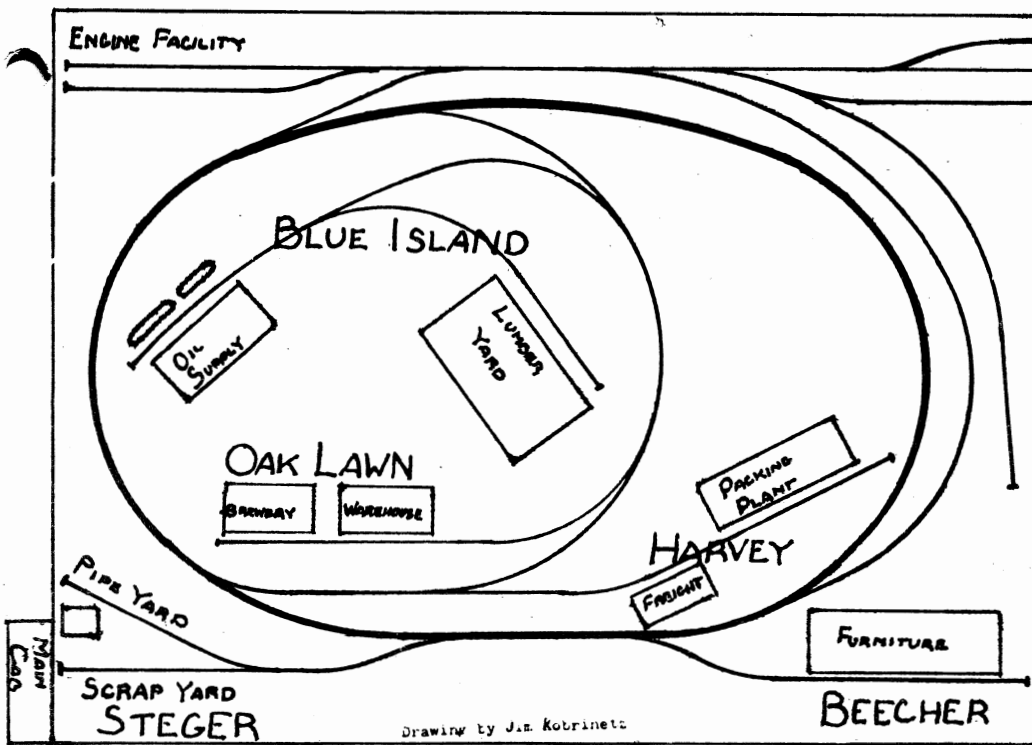 ENGINE FACILITY
BLUE ISLAND
OIL
SUPPLY
LUMBER
YARD
OAK LAWN
BREWERY
WAREHOUSE
PACKING
PLANT
HARVEY
FREIGHT
PIPE YARD
FURNITURE
MAIN
CAB
SCRAP YARD
STEGER
BEECHER
Drawing by Jim Kobrinetz